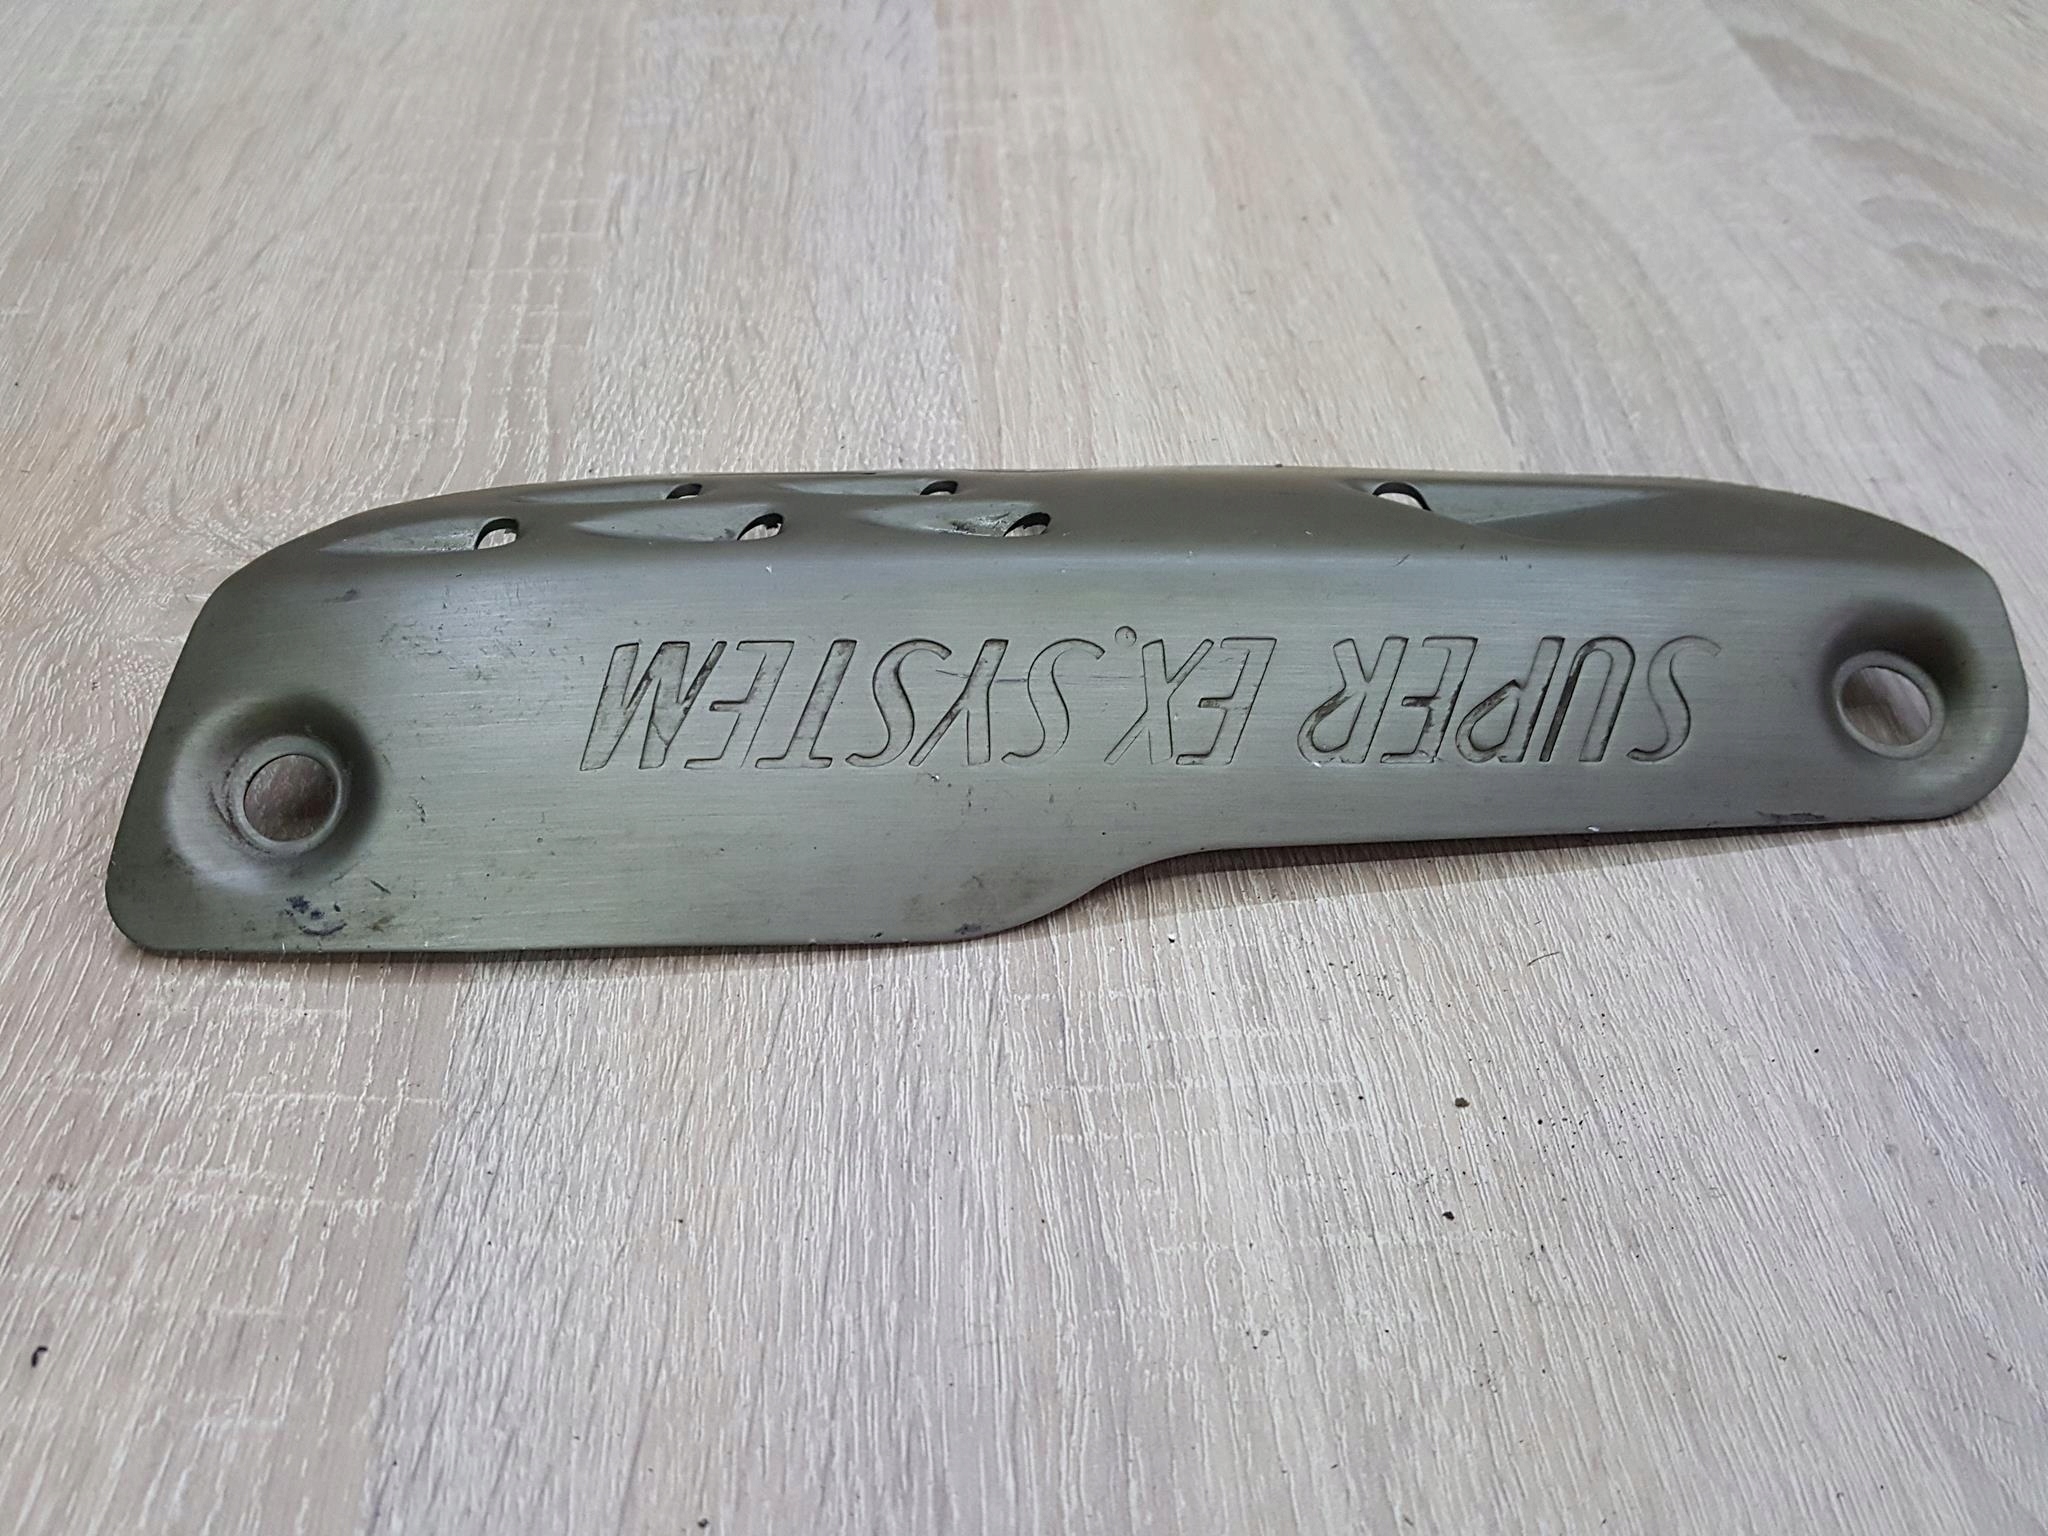 SUPER EX. SYSTEM